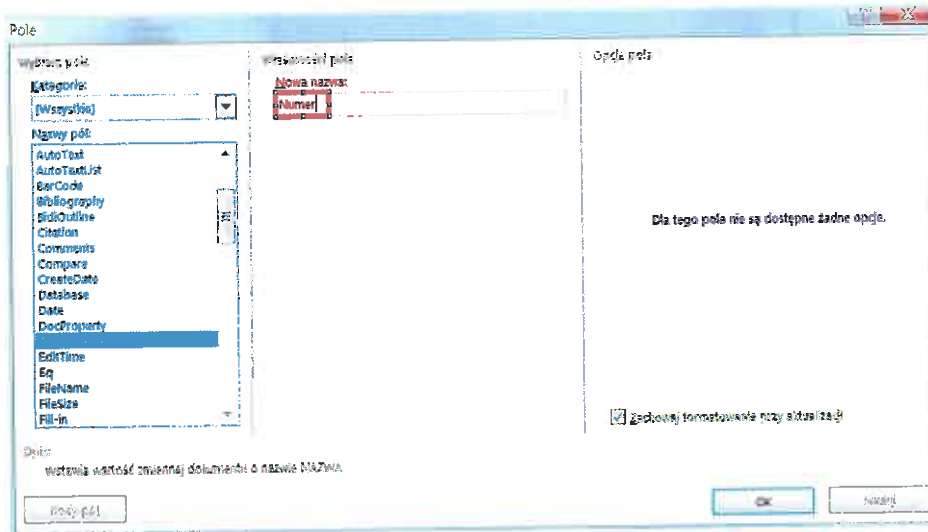 Pole
Wybierz pole
Kategorie:
[Wszystkie]
Nazwy pól:
AutoText
AutoTextList
BarCode
Bibliography
BidiOutline
Citation
Comments
Compare
CreateDate
Database
Date
DocProperty
EditTime
Eq
FileName
FileSize
Fill-in
Właściwości pola
Nowa nazwa:
Numer
Opcje pola
Dla tego pola nie są dostępne żadne opcje.
Zachowaj formatowanie przy aktualizacji
Opis:
Wstawia wartość zmiennej dokumentu o nazwie NAZWA
Kody pól
OK
Anuluj